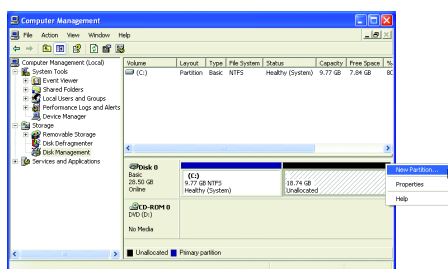 Computer Management
File Action View Window Help
Computer Management (Local)
System Tools
Event Viewer
Shared Folders
Local Users and Groups
Performance Logs and Alerts
Device Manager
Storage
Removable Storage
Disk Defragmenter
Disk Management
Services and Applications
Volume Layout Type File System Status Capacity Free Space %
(C:) Partition Basic NTFS Healthy (System) 9.77 GB 7.84 GB 80
Disk 0
Basic
28.50 GB
Online
(C:)
9.77 GB NTFS
Healthy (System)
18.74 GB
Unallocated
New Partition...
Properties
Help
CD-ROM 0
DVD (D:)
No Media
Unallocated Primary partition